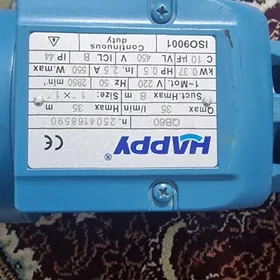 HAPPY
QB60 n. 2504168590
Qmax 35 l/m Hmax 35 m
Suct.Hmax 8 m Size: 1"×1"
1~Mot. V 220 Hz 50 2850 min⁻¹
kW 0.37 HP 0.5 In 2.5 A 550 W.max
C 10 µF VL 450 V ICL B IP 44
Continuous duty
ISO9001